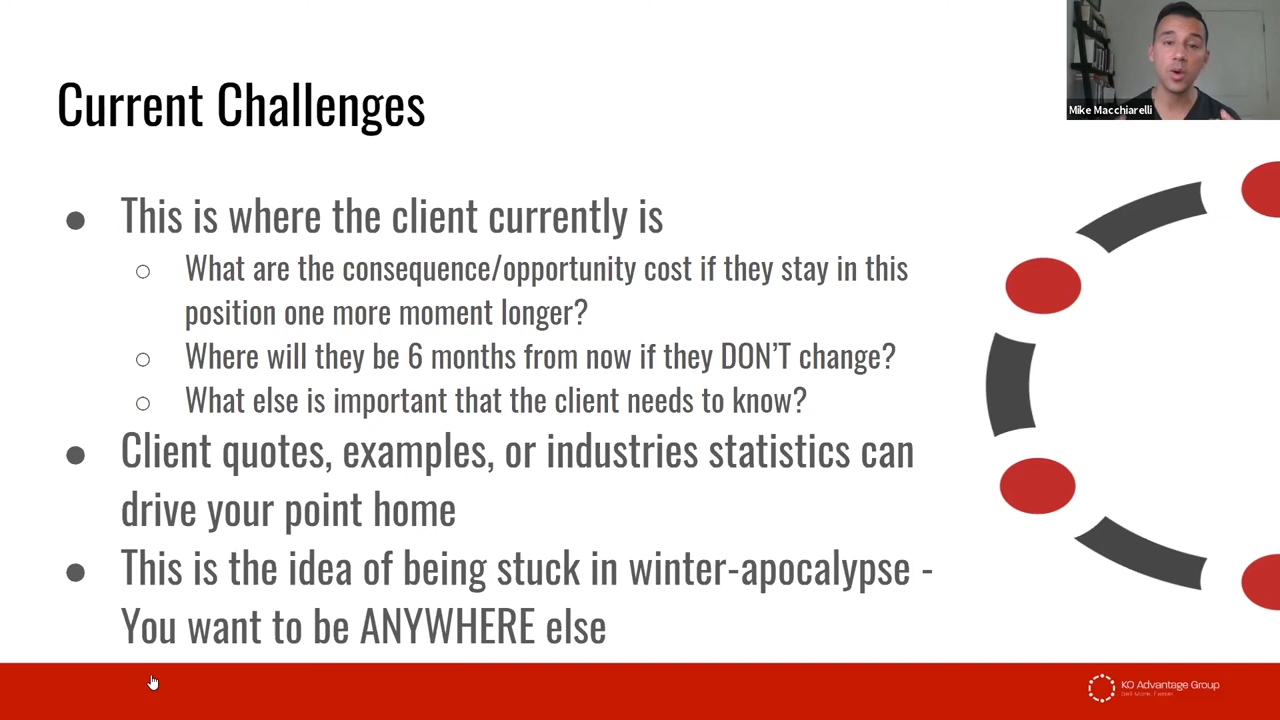 Mike Macchiarelli
Current Challenges
● This is where the client currently is
○ What are the consequence/opportunity cost if they stay in this
position one more moment longer?
○ Where will they be 6 months from now if they DON'T change?
○ What else is important that the client needs to know?
● Client quotes, examples, or industries statistics can
drive your point home
● This is the idea of being stuck in winter-apocalypse -
You want to be ANYWHERE else
KO Advantage Group
Sell More, Faster